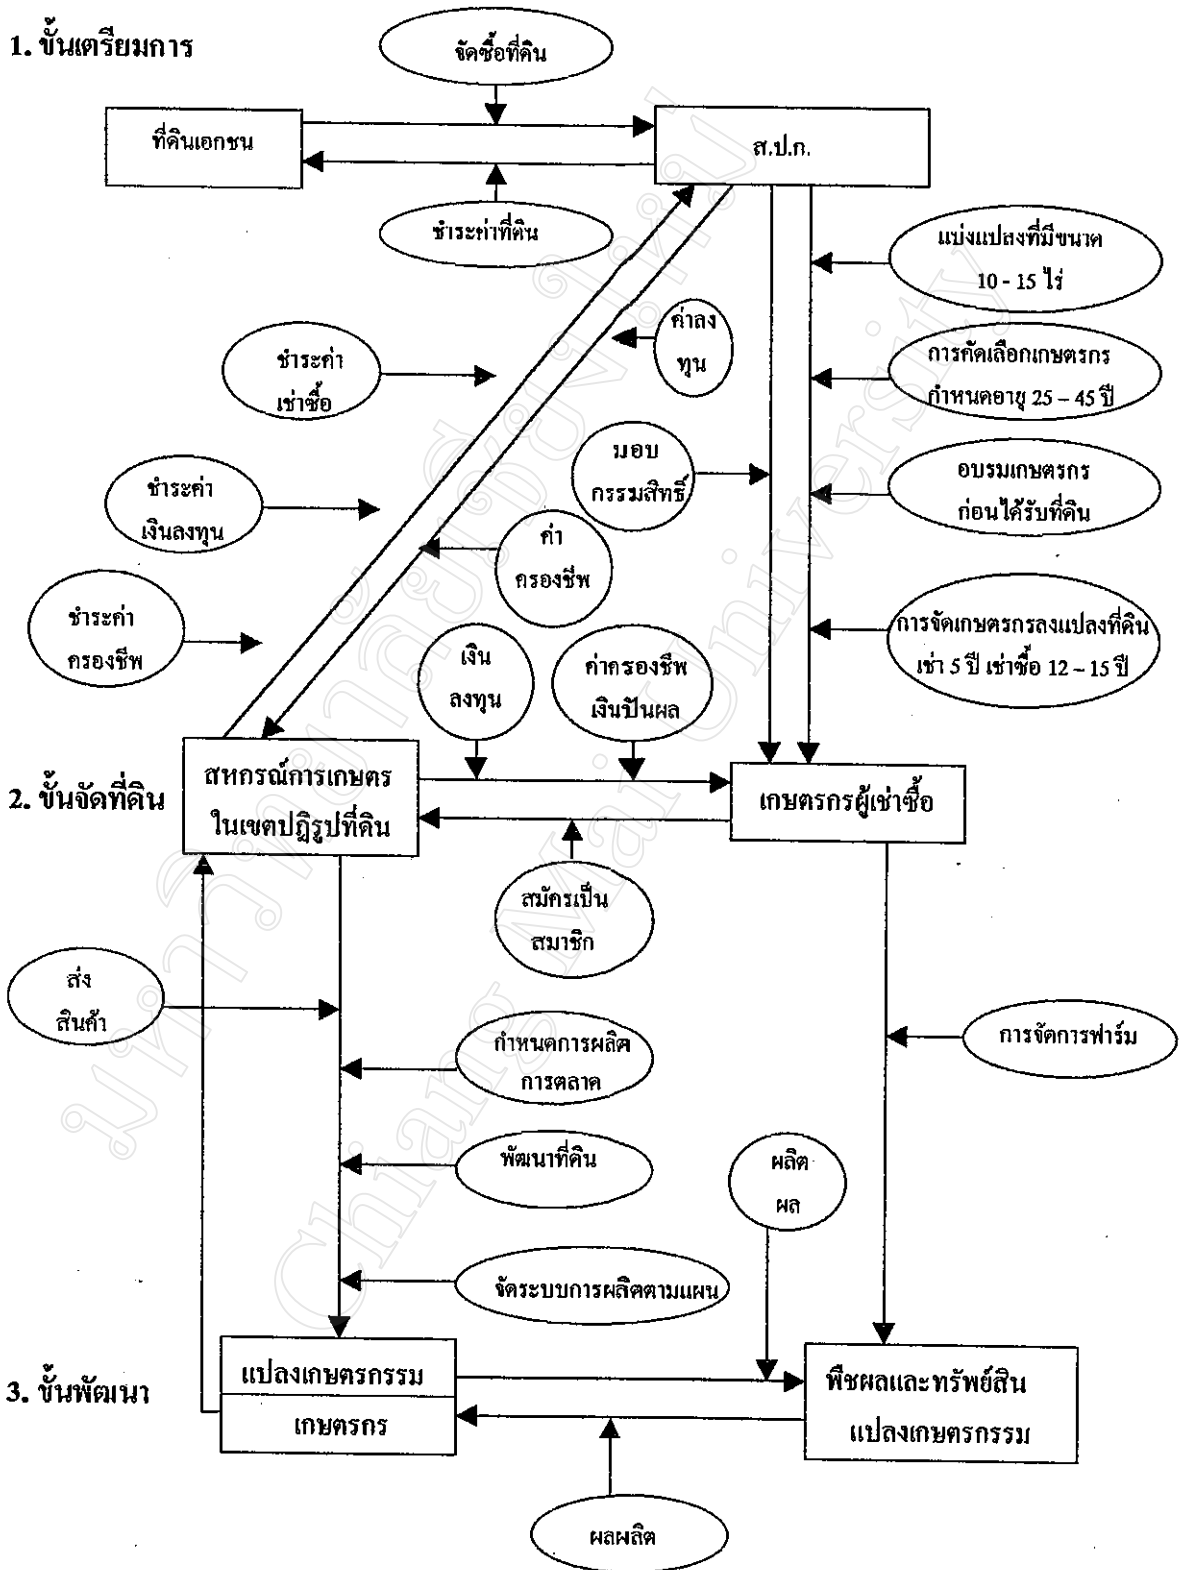 1. ขั้นเตรียมการ
จัดซื้อที่ดิน
ที่ดินเอกชน
ส.ป.ก.
ชำระค่าที่ดิน
แบ่งแปลงที่มีขนาด
10 - 15 ไร่
ค่าลง
ทุน
ชำระค่า
เช่าซื้อ
การคัดเลือกเกษตรกร
กำหนดอายุ 25 – 45 ปี
มอบ
กรรมสิทธิ์
อบรมเกษตรกร
ก่อนได้รับที่ดิน
ชำระค่า
เงินลงทุน
ค่า
ครองชีพ
ชำระค่า
ครองชีพ
การจัดเกษตรกรลงแปลงที่ดิน
เช่า 5 ปี เช่าซื้อ 12 – 15 ปี
เงิน
ลงทุน
ค่าครองชีพ
เงินปันผล
2. ขั้นจัดที่ดิน
สหกรณ์การเกษตร
ในเขตปฏิรูปที่ดิน
เกษตรกรผู้เช่าซื้อ
สมัครเป็น
สมาชิก
ส่ง
สินค้า
กำหนดการผลิต
การตลาด
การจัดการฟาร์ม
พัฒนาที่ดิน
ผลิต
ผล
จัดระบบการผลิตตามแผน
3. ขั้นพัฒนา
แปลงเกษตรกรรม
เกษตรกร
พืชผลและทรัพย์สิน
แปลงเกษตรกรรม
ผลผลิต
มหาวิทยาลัยเชียงใหม่
Chiang Mai University